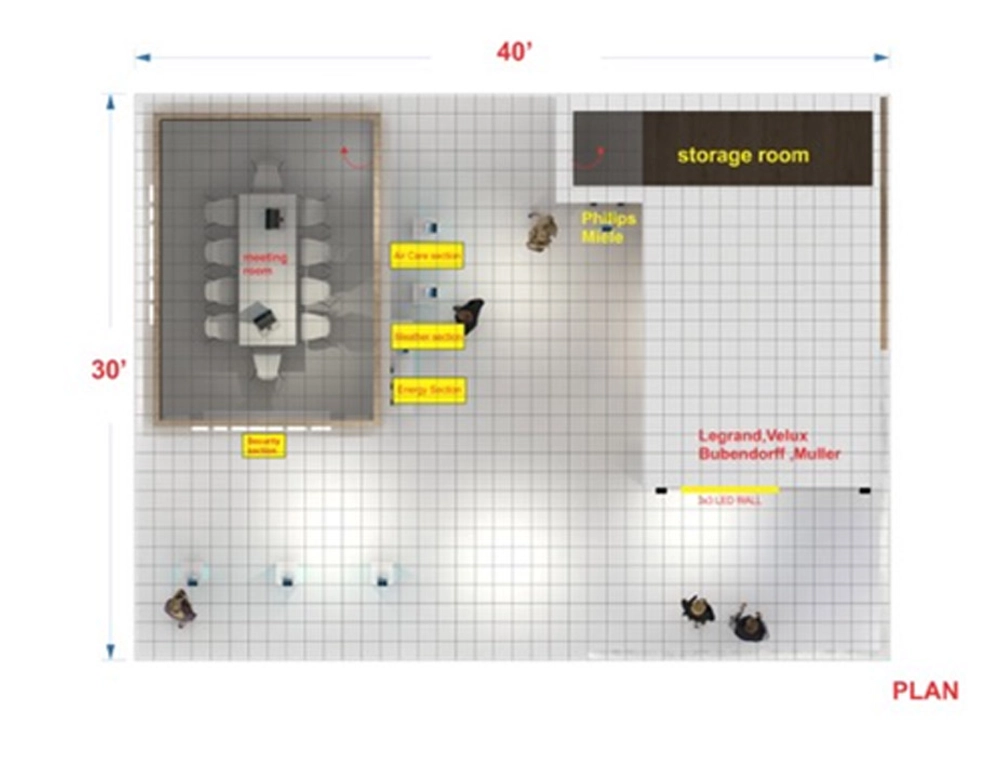 40’
storage room
Philips
Miele
Air Care section
meeting
room
Weather section
30’
Energy Section
Security
section
Legrand,Velux
Bubendorff ,Muller
3x3 LED WALL
PLAN